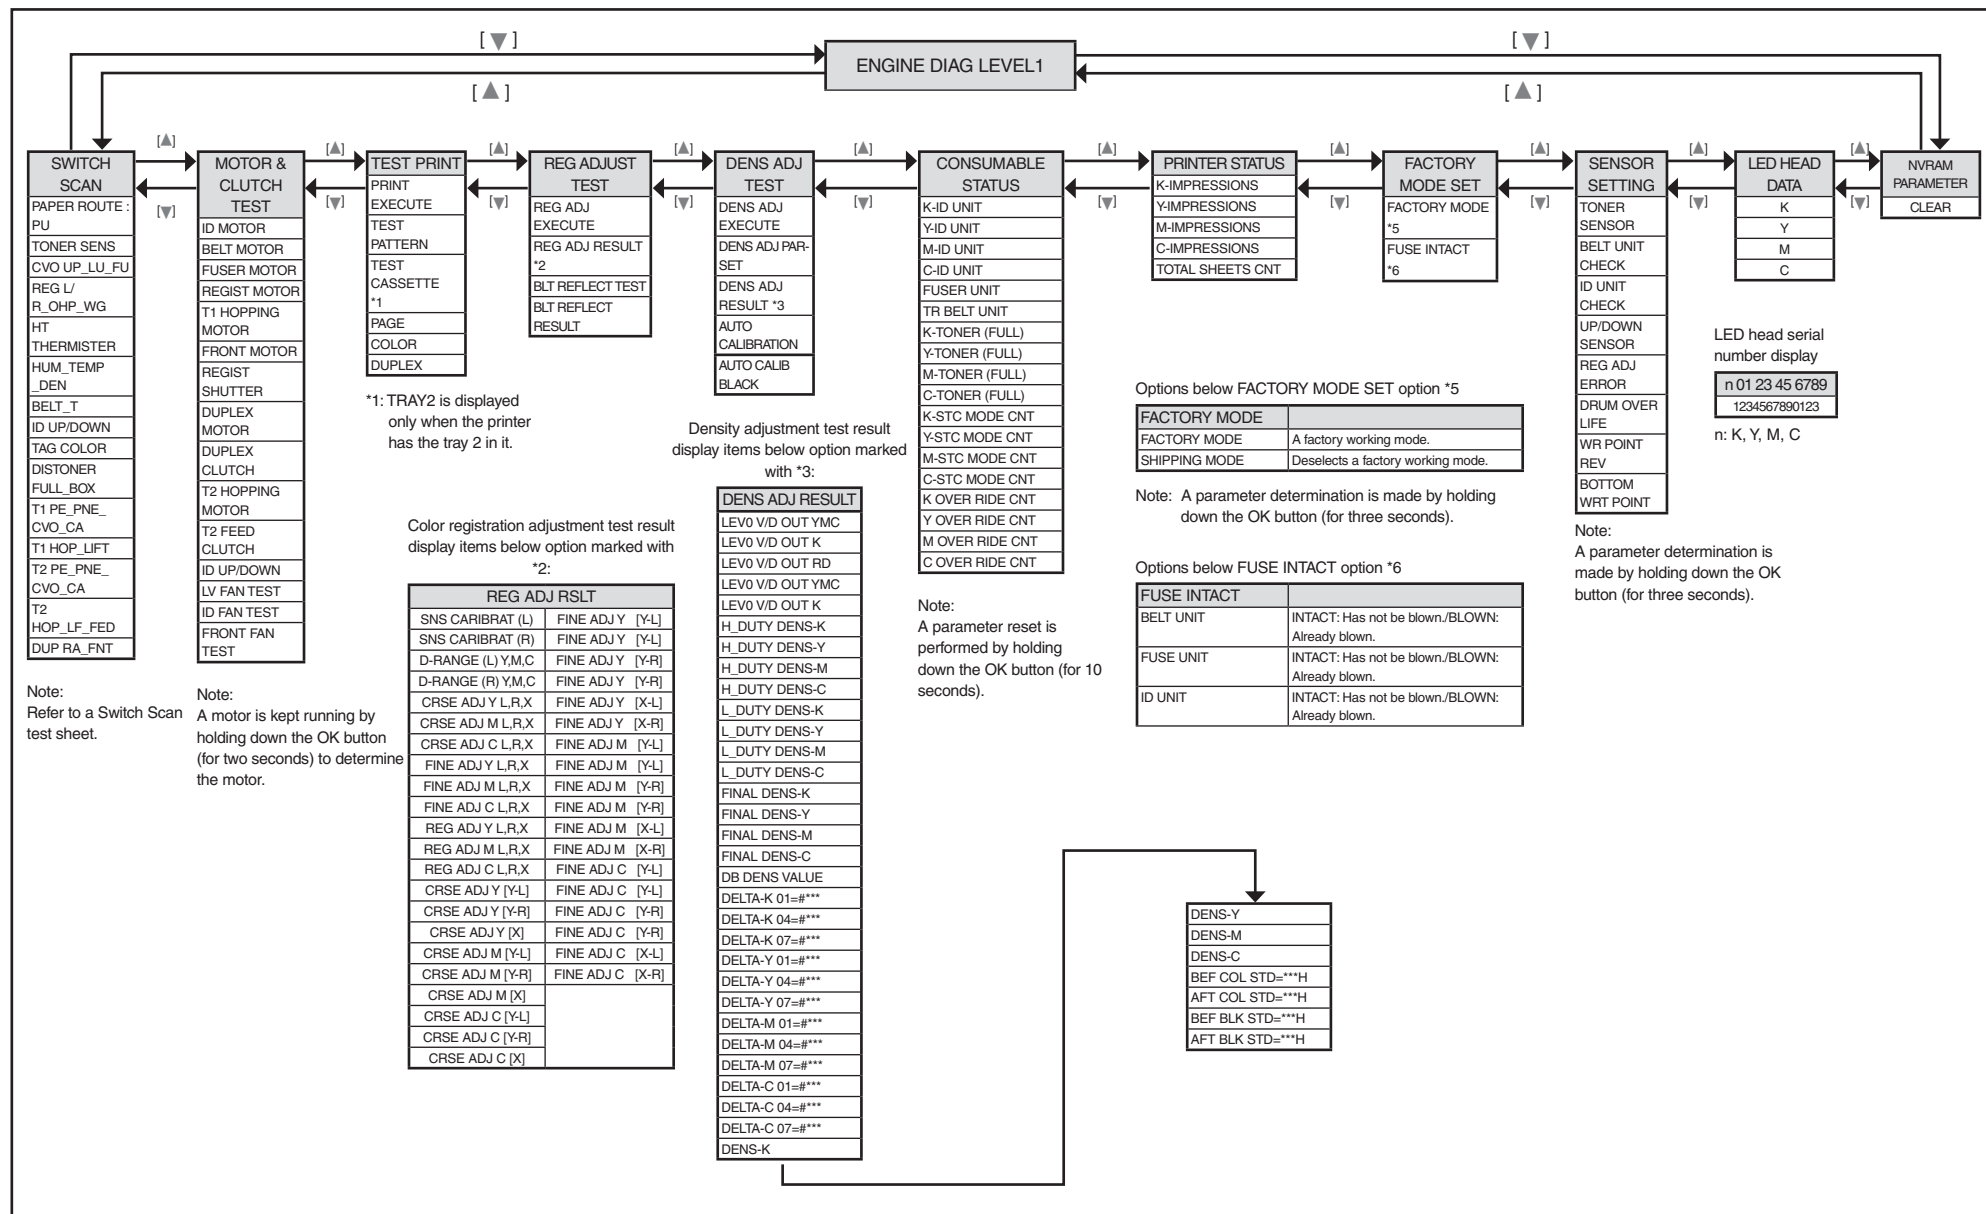 [ ▼ ]
[ ▼ ]
ENGINE DIAG LEVEL1
[ ▲ ]
[ ▲ ]
[▲]
[▲]
[▲]
[▲]
[▲]
[▲]
[▲]
[▲]
[▲]
[▲]
[▼]
[▼]
[▼]
[▼]
[▼]
[▼]
[▼]
[▼]
[▼]
[▼]
SWITCH
SCAN
PAPER ROUTE :
PU
TONER SENS
CVO UP_LU_FU
REG L/
R_OHP_WG
HT
THERMISTER
HUM_TEMP
_DEN
BELT_T
ID UP/DOWN
TAG COLOR
DISTONER
FULL_BOX
T1 PE_PNE_
CVO_CA
T1 HOP_LIFT
T2 PE_PNE_
CVO_CA
T2
HOP_LF_FED
DUP RA_FNT
Note:
Refer to a Switch Scan
test sheet.
MOTOR &
CLUTCH
TEST
ID MOTOR
BELT MOTOR
FUSER MOTOR
REGIST MOTOR
T1 HOPPING
MOTOR
FRONT MOTOR
REGIST
SHUTTER
DUPLEX
MOTOR
DUPLEX
CLUTCH
T2 HOPPING
MOTOR
T2 FEED
CLUTCH
ID UP/DOWN
LV FAN TEST
ID FAN TEST
FRONT FAN
TEST
Note:
A motor is kept running by
holding down the OK button
(for two seconds) to determine
the motor.
TEST PRINT
PRINT
EXECUTE
TEST
PATTERN
TEST
CASSETTE
*1
PAGE
COLOR
DUPLEX
*1: TRAY2 is displayed
only when the printer
has the tray 2 in it.
REG ADJUST
TEST
REG ADJ
EXECUTE
REG ADJ RESULT
*2
BLT REFLECT TEST
BLT REFLECT
RESULT
Color registration adjustment test result
display items below option marked with
*2:
REG ADJ RSLT
SNS CARIBRAT (L) FINE ADJ Y [Y-L]
SNS CARIBRAT (R) FINE ADJ Y [Y-L]
D-RANGE (L) Y,M,C FINE ADJ Y [Y-R]
D-RANGE (R) Y,M,C FINE ADJ Y [Y-R]
CRSE ADJ Y L,R,X FINE ADJ Y [X-L]
CRSE ADJ M L,R,X FINE ADJ Y [X-R]
CRSE ADJ C L,R,X FINE ADJ M [Y-L]
FINE ADJ Y L,R,X FINE ADJ M [Y-L]
FINE ADJ M L,R,X FINE ADJ M [Y-R]
FINE ADJ C L,R,X FINE ADJ M [Y-R]
REG ADJ Y L,R,X FINE ADJ M [X-L]
REG ADJ M L,R,X FINE ADJ M [X-R]
REG ADJ C L,R,X FINE ADJ C [Y-L]
CRSE ADJ Y [Y-L] FINE ADJ C [Y-L]
CRSE ADJ Y [Y-R] FINE ADJ C [Y-R]
CRSE ADJ Y [X] FINE ADJ C [Y-R]
CRSE ADJ M [Y-L] FINE ADJ C [X-L]
CRSE ADJ M [Y-R] FINE ADJ C [X-R]
CRSE ADJ M [X]
CRSE ADJ C [Y-L]
CRSE ADJ C [Y-R]
CRSE ADJ C [X]
DENS ADJ
TEST
DENS ADJ
EXECUTE
DENS ADJ PAR-
SET
DENS ADJ
RESULT *3
AUTO
CALIBRATION
AUTO CALIB
BLACK
Density adjustment test result
display items below option marked
with *3:
DENS ADJ RESULT
LEV0 V/D OUT YMC
LEV0 V/D OUT K
LEV0 V/D OUT RD
LEV0 V/D OUT YMC
LEV0 V/D OUT K
H_DUTY DENS-K
H_DUTY DENS-Y
H_DUTY DENS-M
H_DUTY DENS-C
L_DUTY DENS-K
L_DUTY DENS-Y
L_DUTY DENS-M
L_DUTY DENS-C
FINAL DENS-K
FINAL DENS-Y
FINAL DENS-M
FINAL DENS-C
DB DENS VALUE
DELTA-K 01=#***
DELTA-K 04=#***
DELTA-K 07=#***
DELTA-Y 01=#***
DELTA-Y 04=#***
DELTA-Y 07=#***
DELTA-M 01=#***
DELTA-M 04=#***
DELTA-M 07=#***
DELTA-C 01=#***
DELTA-C 04=#***
DELTA-C 07=#***
DENS-K
CONSUMABLE
STATUS
K-ID UNIT
Y-ID UNIT
M-ID UNIT
C-ID UNIT
FUSER UNIT
TR BELT UNIT
K-TONER (FULL)
Y-TONER (FULL)
M-TONER (FULL)
C-TONER (FULL)
K-STC MODE CNT
Y-STC MODE CNT
M-STC MODE CNT
C-STC MODE CNT
K OVER RIDE CNT
Y OVER RIDE CNT
M OVER RIDE CNT
C OVER RIDE CNT
Note:
A parameter reset is
performed by holding
down the OK button (for 10
seconds).
PRINTER STATUS
K-IMPRESSIONS
Y-IMPRESSIONS
M-IMPRESSIONS
C-IMPRESSIONS
TOTAL SHEETS CNT
FACTORY
MODE SET
FACTORY MODE
*5
FUSE INTACT
*6
Options below FACTORY MODE SET option *5
FACTORY MODE
FACTORY MODE A factory working mode.
SHIPPING MODE Deselects a factory working mode.
Note: A parameter determination is made by holding
down the OK button (for three seconds).
Options below FUSE INTACT option *6
FUSE INTACT
BELT UNIT INTACT: Has not be blown./BLOWN:
Already blown.
FUSE UNIT INTACT: Has not be blown./BLOWN:
Already blown.
ID UNIT INTACT: Has not be blown./BLOWN:
Already blown.
DENS-Y
DENS-M
DENS-C
BEF COL STD=***H
AFT COL STD=***H
BEF BLK STD=***H
AFT BLK STD=***H
SENSOR
SETTING
TONER
SENSOR
BELT UNIT
CHECK
ID UNIT
CHECK
UP/DOWN
SENSOR
REG ADJ
ERROR
DRUM OVER
LIFE
WR POINT
REV
BOTTOM
WRT POINT
Note:
A parameter determination is
made by holding down the OK
button (for three seconds).
LED HEAD
DATA
K
Y
M
C
LED head serial
number display
n 01 23 45 6789
1234567890123
n: K, Y, M, C
NVRAM
PARAMETER
CLEAR